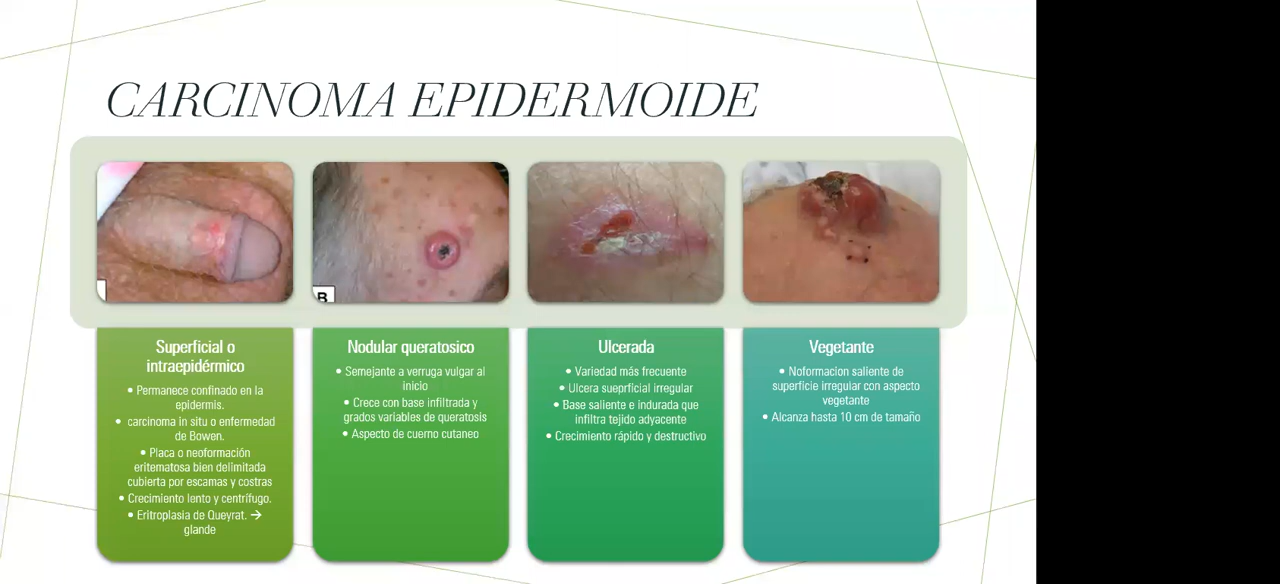 CARCINOMA EPIDERMOIDE
B
Superficial o
intraepidérmico
• Permanece confinado en la
epidermis.
• carcinoma in situ o enfermedad
de Bowen.
• Placa o neoformación
eritematosa bien delimitada
cubierta por escamas y costras
• Crecimiento lento y centrífugo.
• Eritroplasia de Queyrat. →
glande
Nodular queratosico
• Semejante a verruga vulgar al
inicio
• Crece con base infiltrada y
grados variables de queratosis
• Aspecto de cuerno cutaneo
Ulcerada
• Variedad más frecuente
• Ulcera sueprficial irregular
• Base saliente e indurada que
infiltra tejido adyacente
• Crecimiento rápido y destructivo
Vegetante
• Noformacion saliente de
superficie irregular con aspecto
vegetante
• Alcanza hasta 10 cm de tamaño